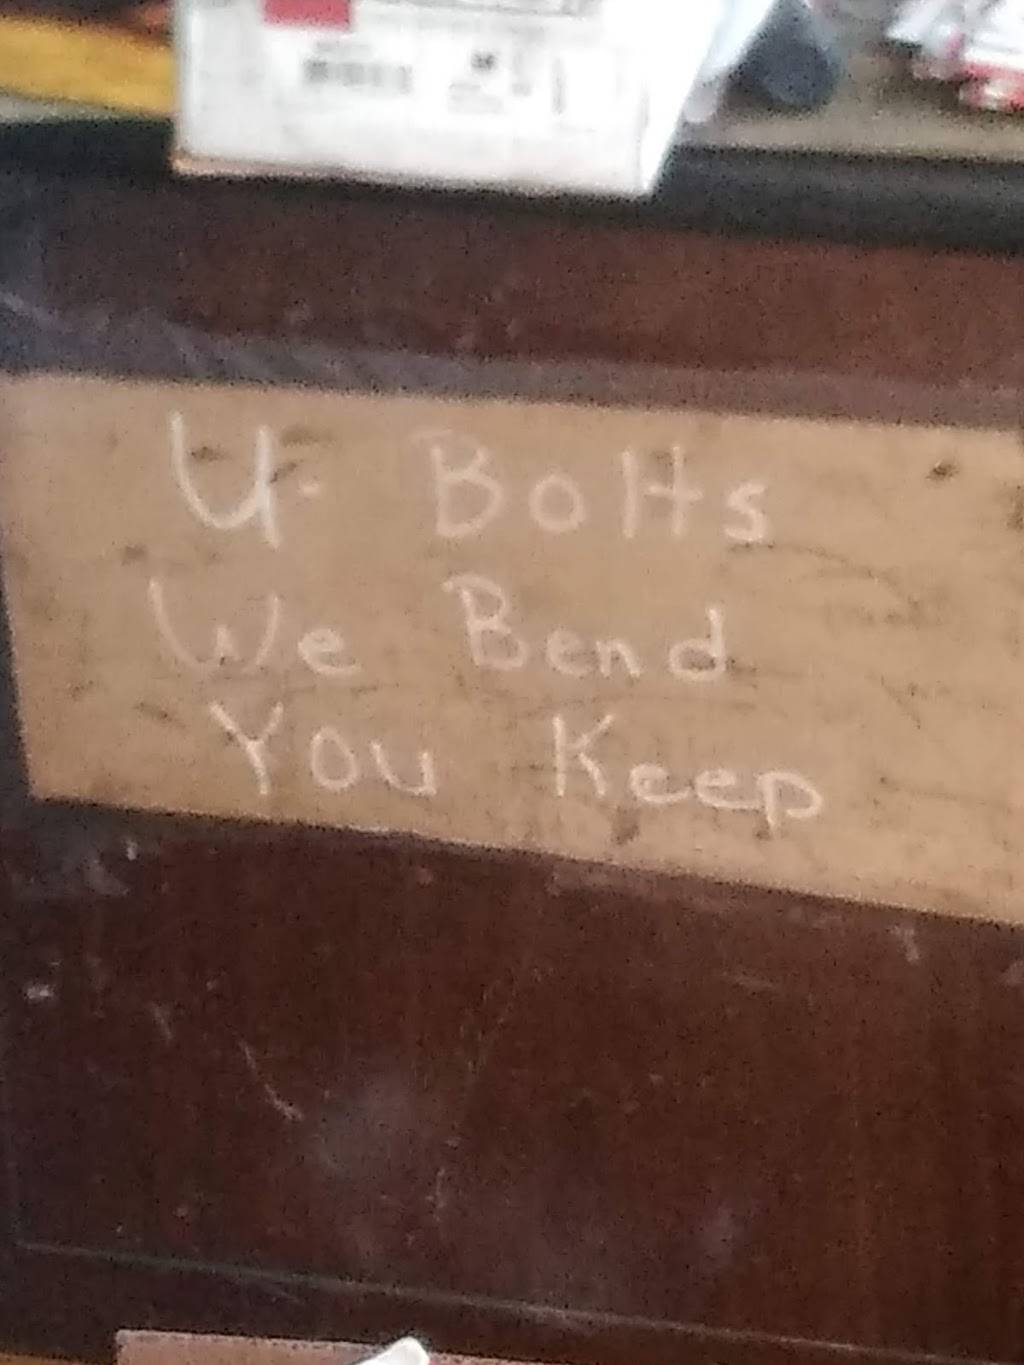 U. Bolts
We Bend
You Keep